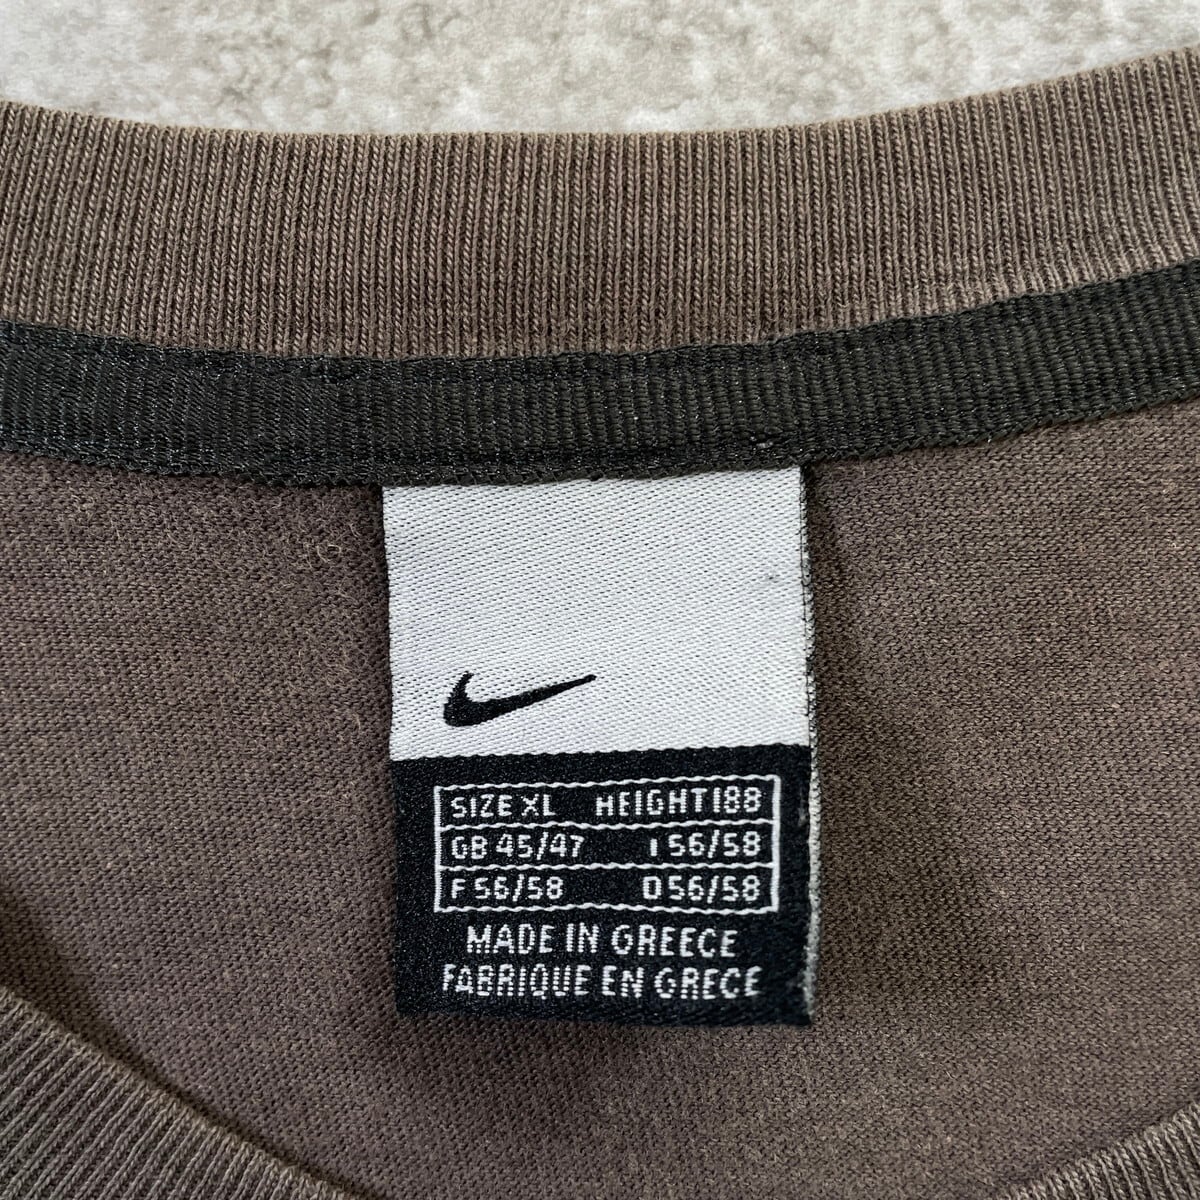 SIZE XL HEIGHT 188
GB 45/47 I 56/58
F 56/58 D 56/58
MADE IN GREECE
FABRIQUE EN GRECE